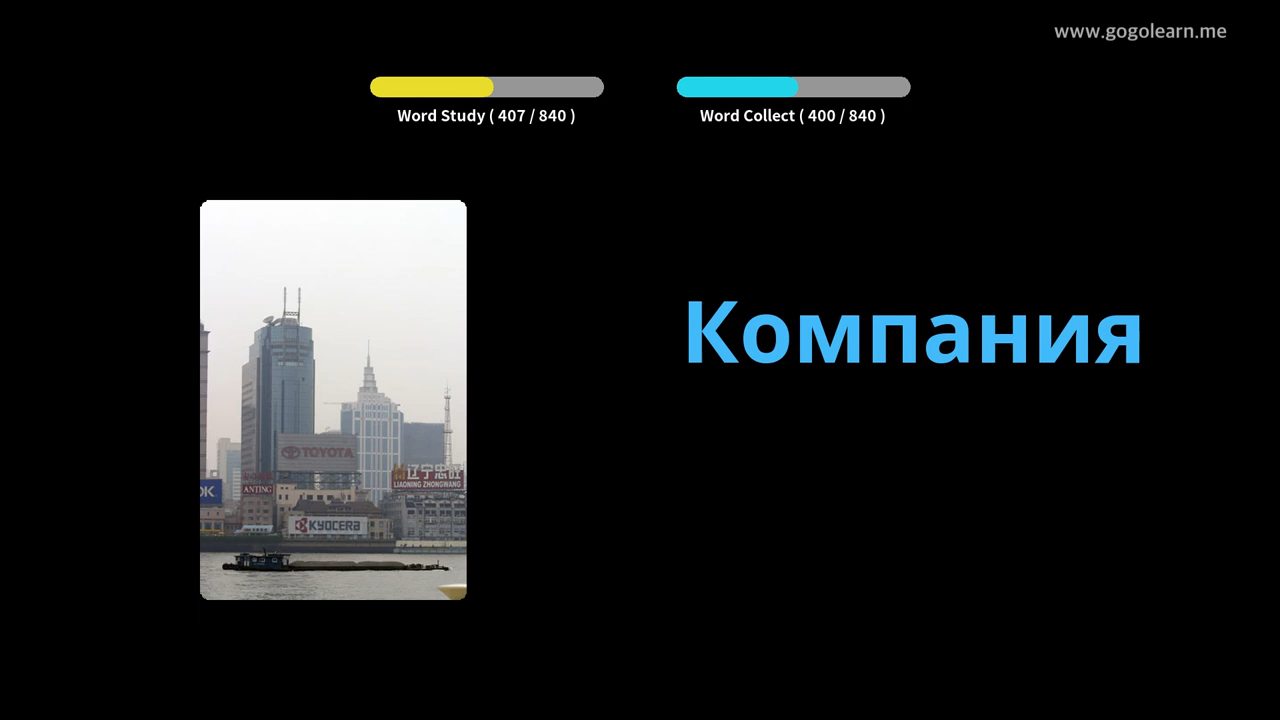 www.gogolearn.me
Word Study ( 407 / 840 )
Word Collect ( 400 / 840 )
Компания
TOYOTA
辽宁忠旺
LIAONING ZHONGWANG
ANTING
KYOCERA